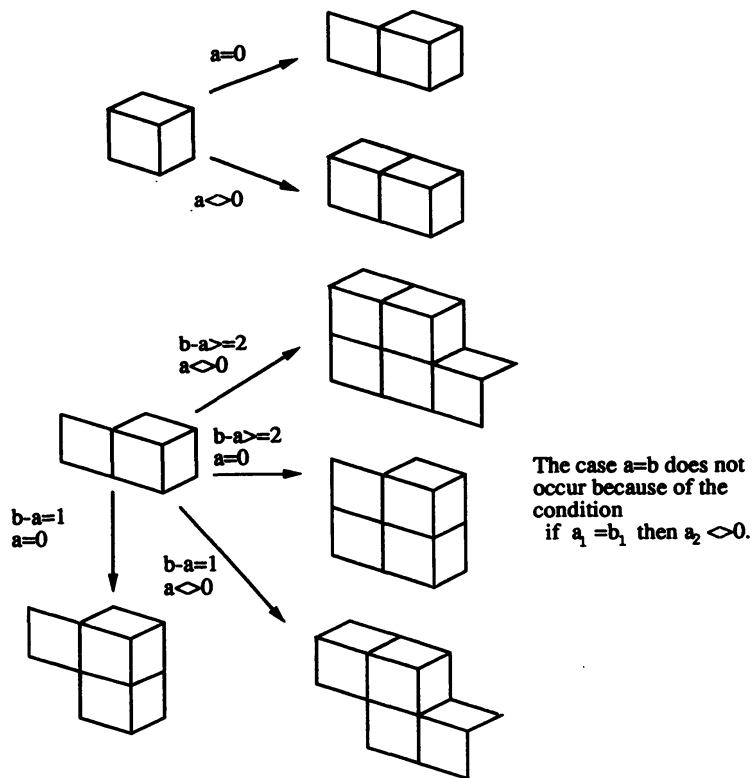 a=0
a<>0
b-a>=2
a<>0
b-a>=2
a=0
b-a=1
a=0
b-a=1
a<>0
The case a=b does not
occur because of the
condition
if a₁ =b₁ then a₂ <>0.